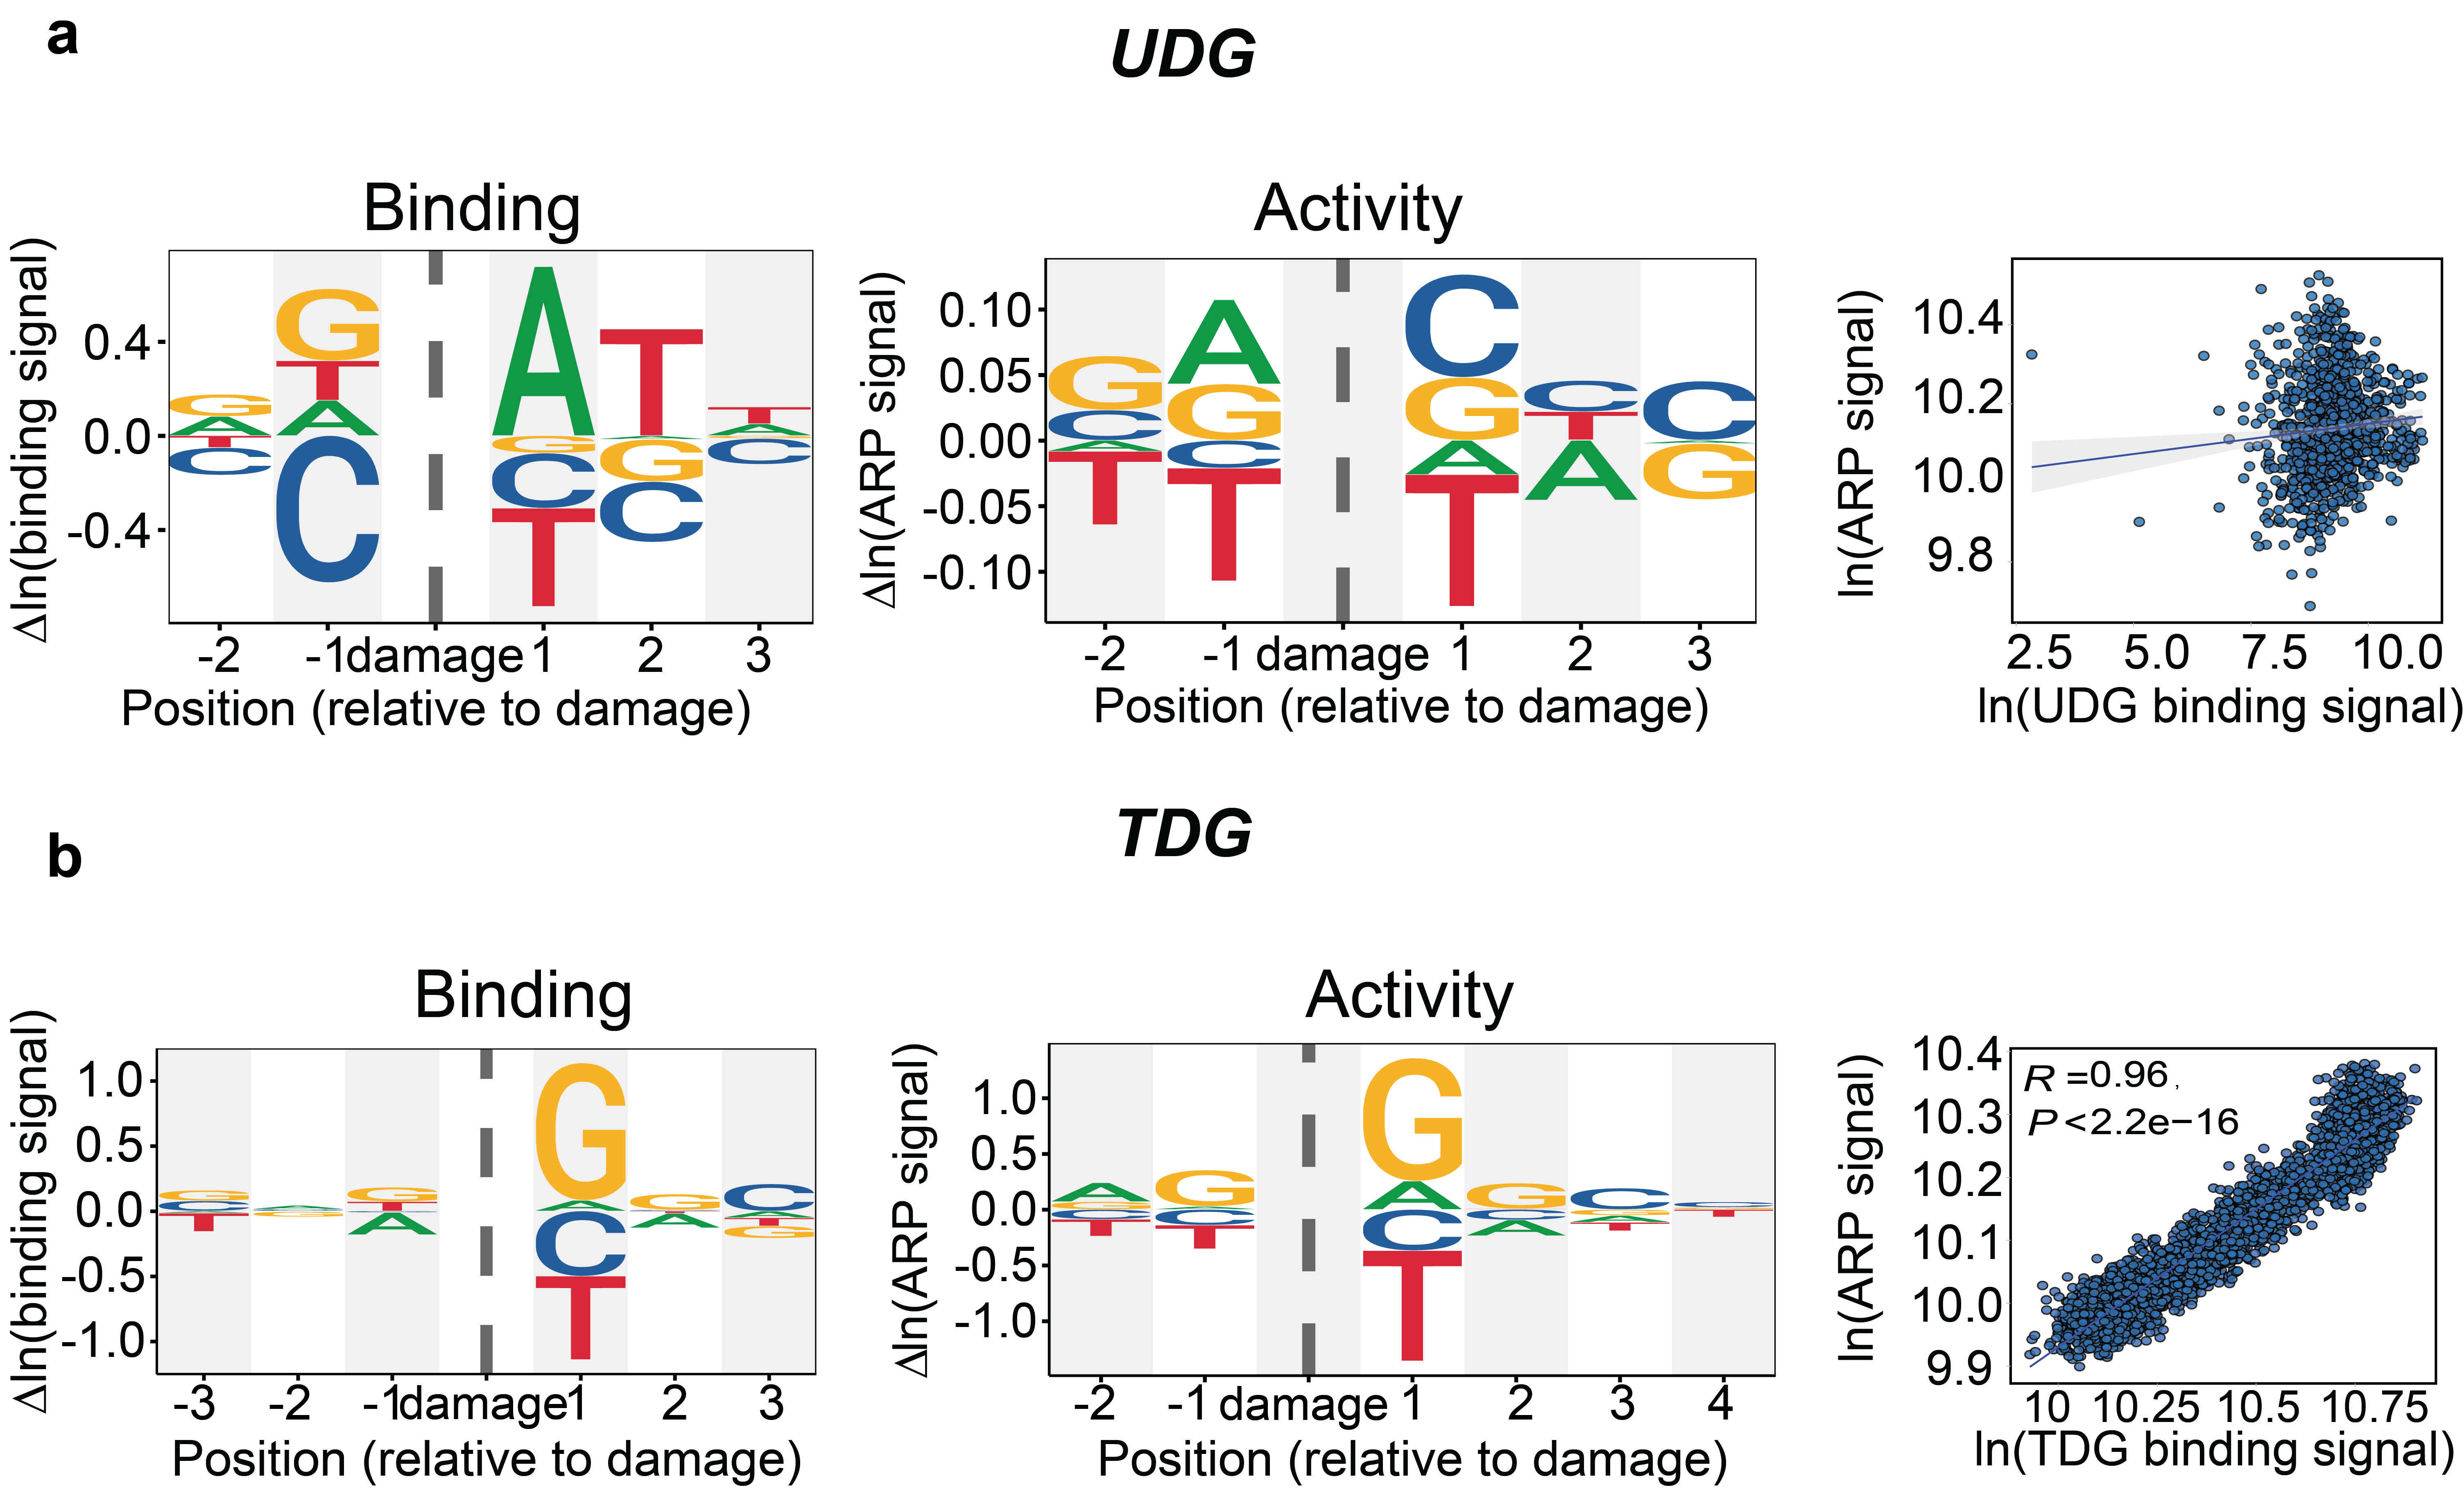 a
UDG
Binding
Activity
Δln(binding signal)
0.4
0.0
-0.4
G
A
T
C
G
T
A
C
A
G
C
T
T
G
C
T
A
C
-2
-1
damage
1
2
3
Position (relative to damage)
Δln(ARP signal)
0.10
0.05
0.00
-0.05
-0.10
G
C
A
T
A
G
C
T
C
G
A
T
C
T
A
C
G
-2
-1
damage
1
2
3
Position (relative to damage)
ln(ARP signal)
10.4
10.2
10.0
9.8
2.5
5.0
7.5
10.0
ln(UDG binding signal)
b
TDG
Binding
Activity
Δln(binding signal)
1.0
0.5
0.0
-0.5
-1.0
G
C
T
A
G
G
T
A
G
A
C
T
G
A
C
A
T
G
-3
-2
-1
damage
1
2
3
Position (relative to damage)
Δln(ARP signal)
1.0
0.5
0.0
-0.5
-1.0
A
G
C
T
G
A
C
T
G
A
C
T
G
C
A
C
G
A
T
C
G
T
-2
-1
damage
1
2
3
4
Position (relative to damage)
ln(ARP signal)
10.4
10.3
10.2
10.1
10.0
9.9
R =0.96,
P <2.2e−16
10
10.25
10.5
10.75
ln(TDG binding signal)